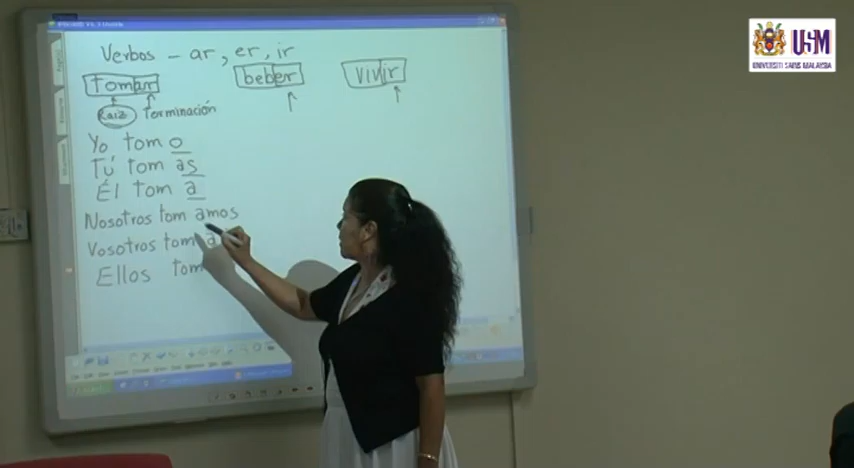 Verbos – ar, er, ir
tomar beber vivir
Raíz Terminación
Yo tom o
Tú tom as
Él tom a
Nosotros tom amos
Vosotros tom a
Ellos tom
USM
UNIVERSITI SAINS MALAYSIA